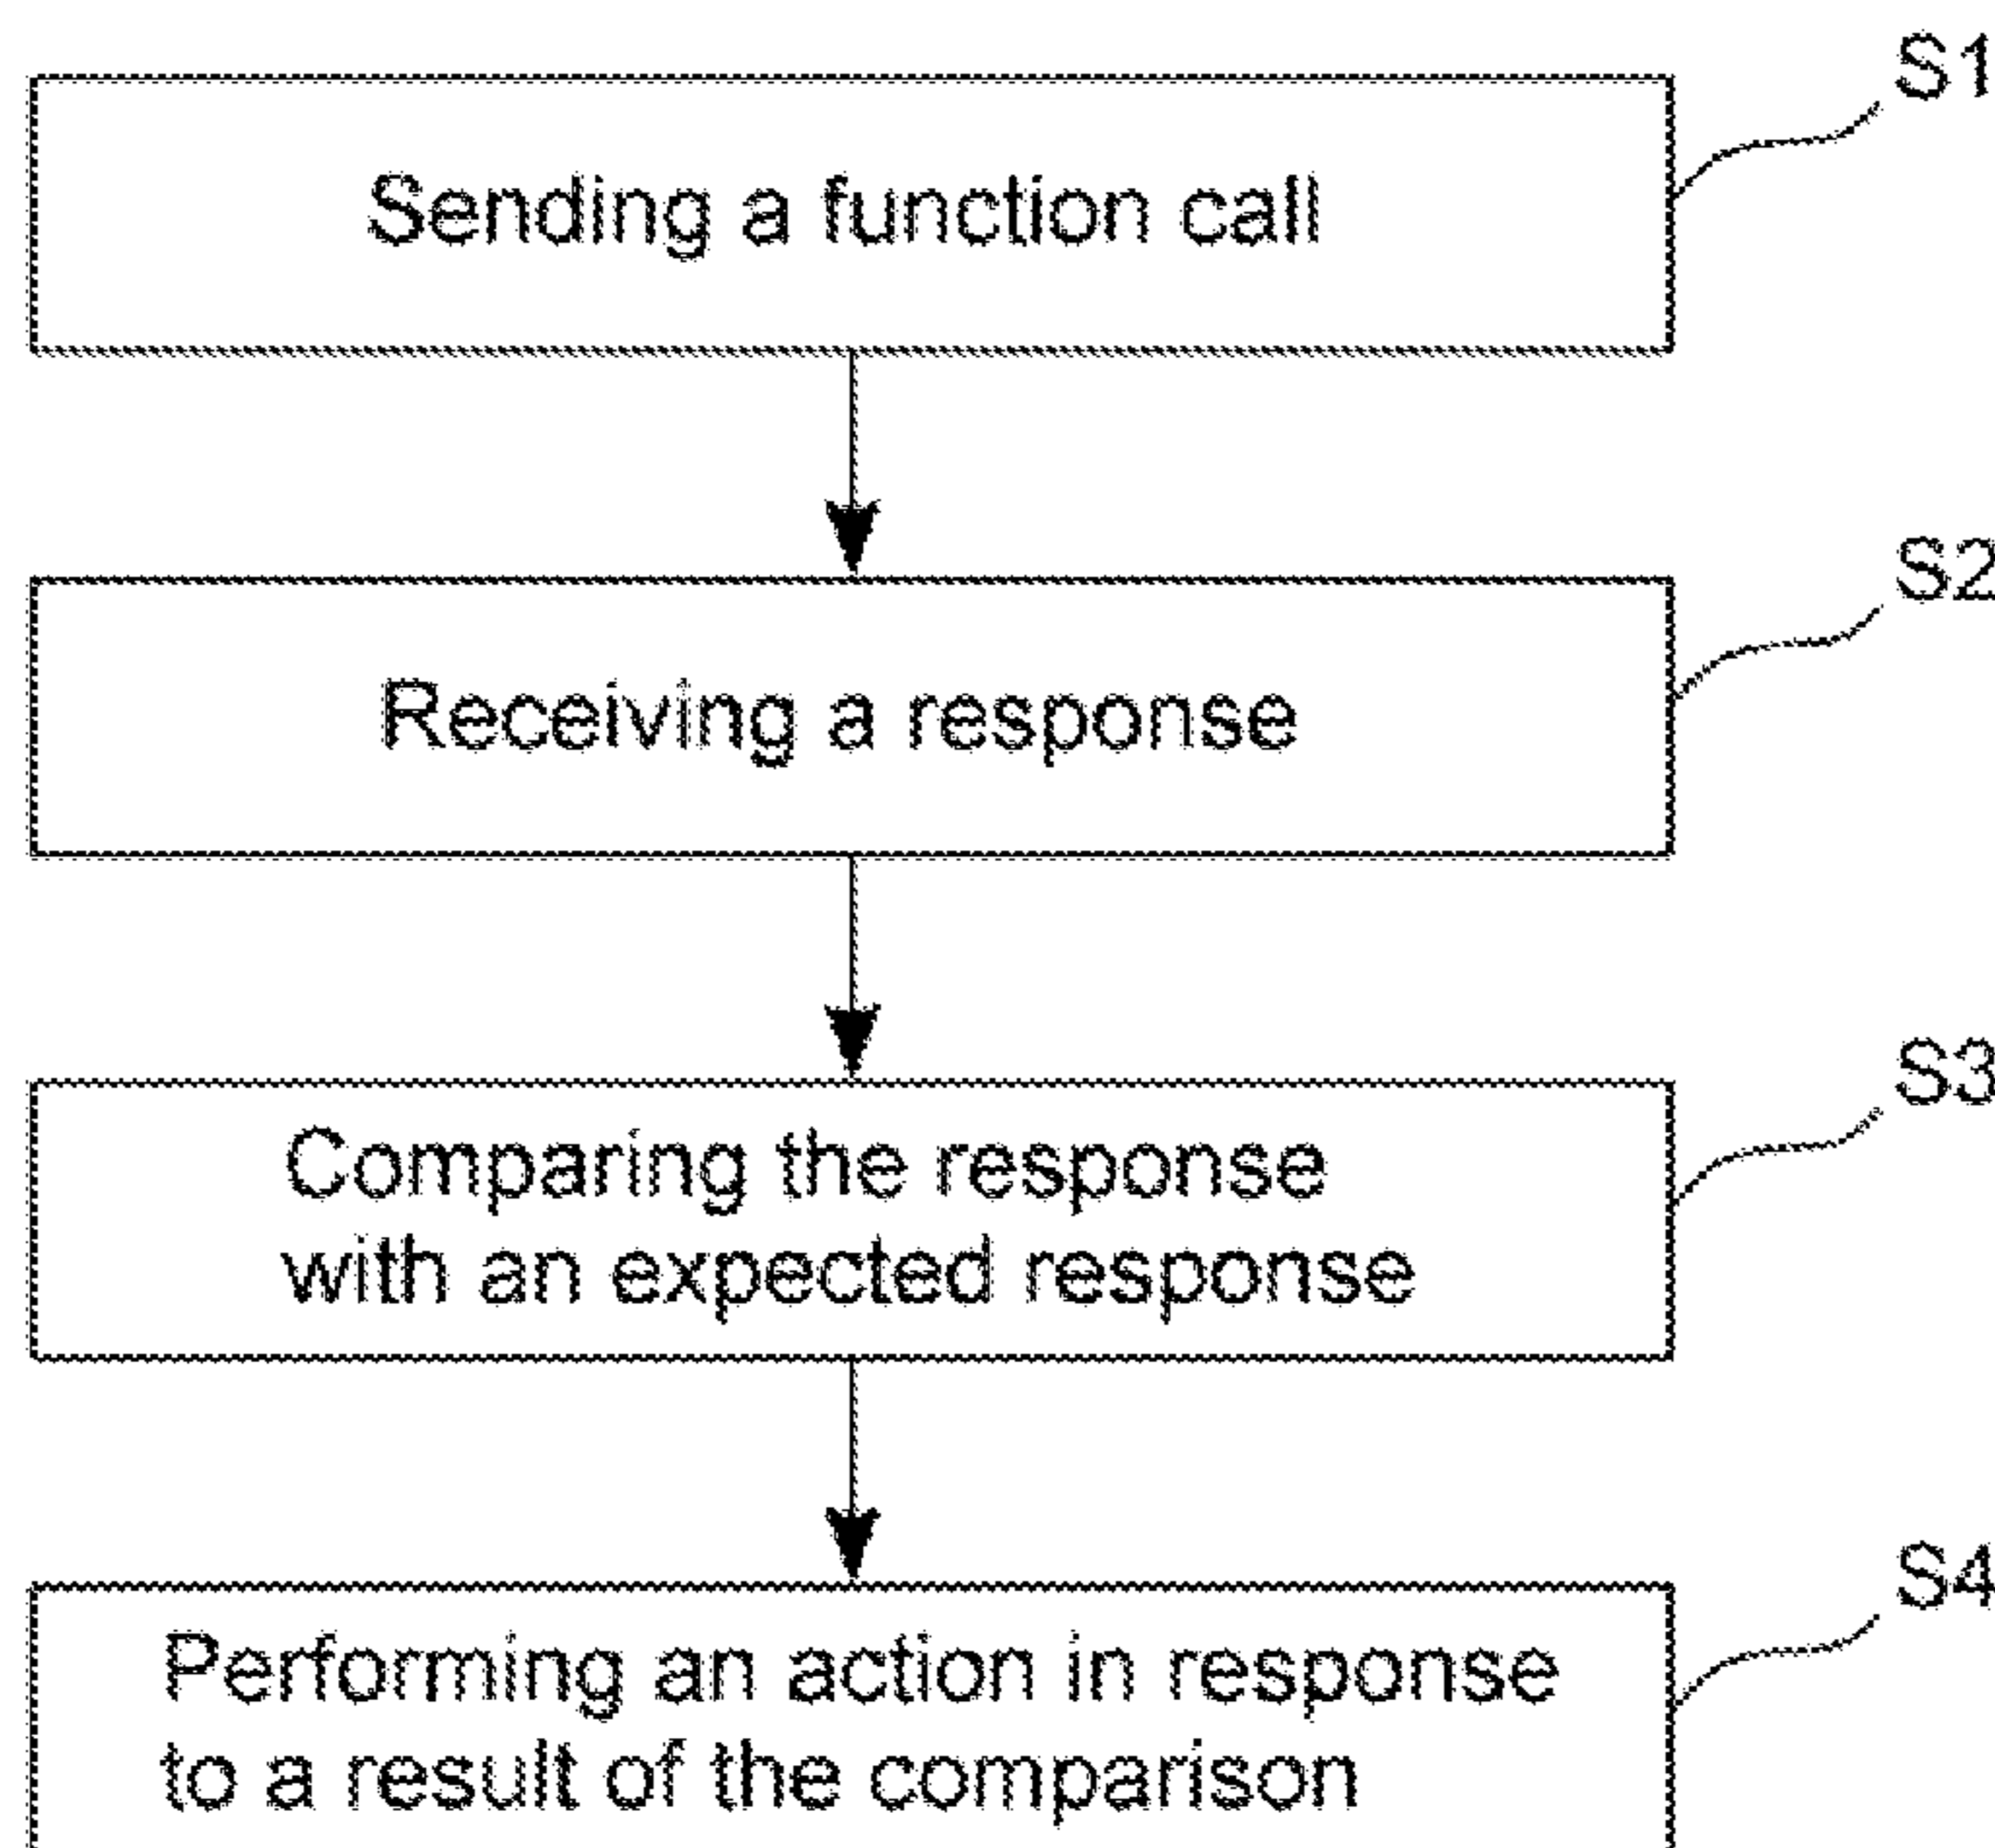 S1
Sending a function call
S2
Receiving a response
S3
Comparing the response
with an expected response
S4
Performing an action in response
to a result of the comparison